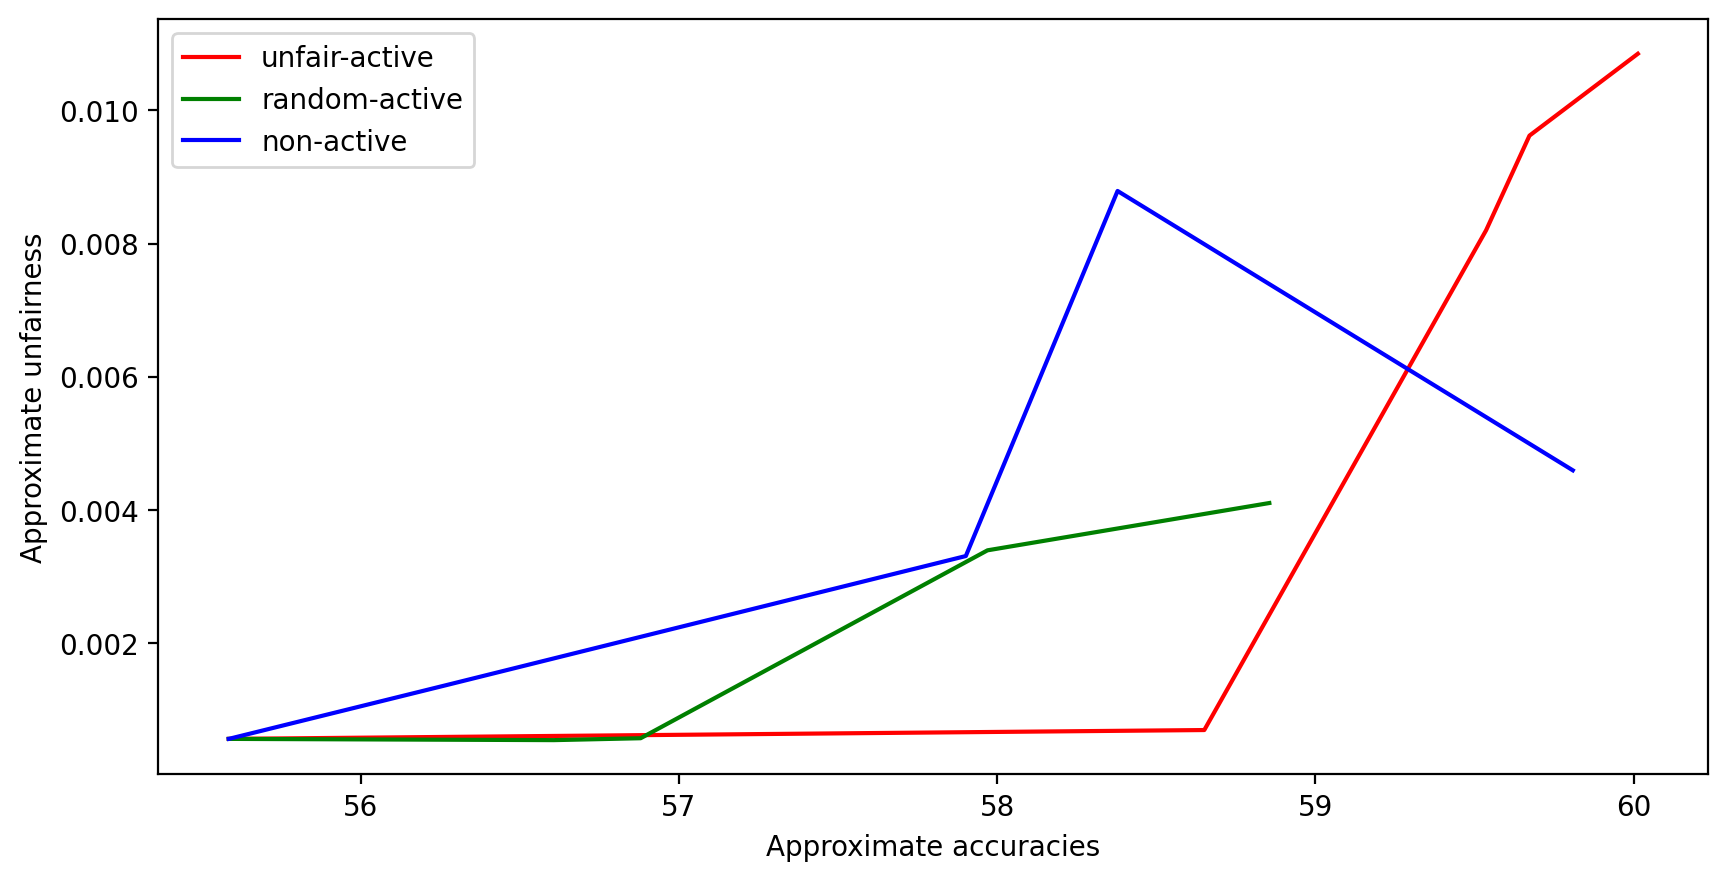 unfair-active
random-active
non-active
0.010
0.008
0.006
0.004
0.002
Approximate unfairness
56 57 58 59 60
Approximate accuracies